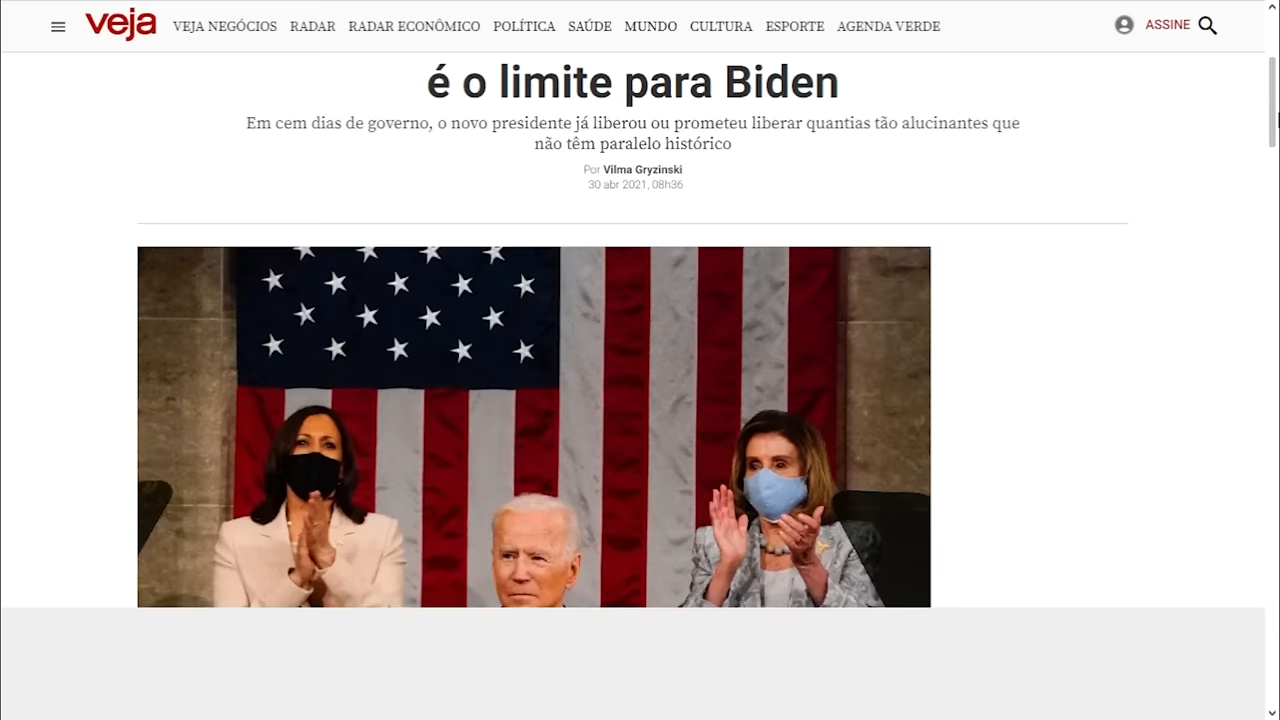 veja VEJA NEGÓCIOS RADAR RADAR ECONÔMICO POLÍTICA SAÚDE MUNDO CULTURA ESPORTE AGENDA VERDE ASSINE
é o limite para Biden
Em cem dias de governo, o novo presidente já liberou ou prometeu liberar quantias tão alucinantes que
não têm paralelo histórico
Por Vilma Gryzinski
30 abr 2021, 08h36